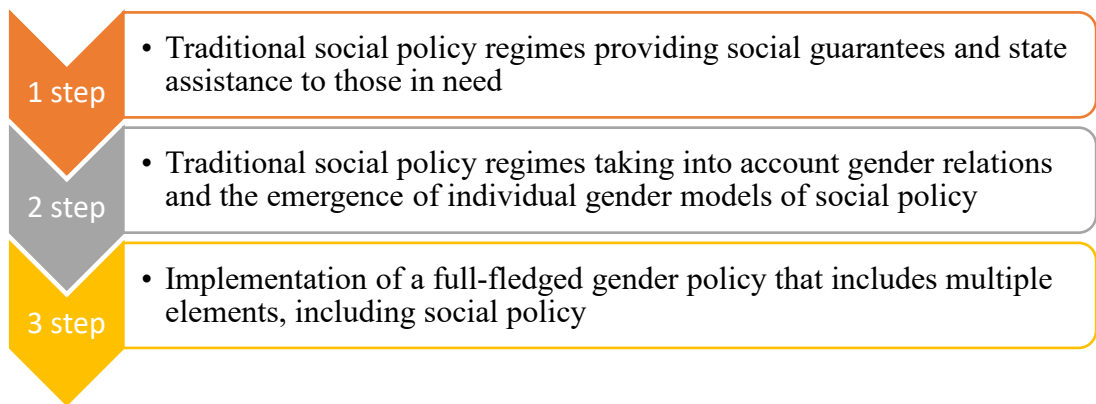 1 step
• Traditional social policy regimes providing social guarantees and state
assistance to those in need
2 step
• Traditional social policy regimes taking into account gender relations
and the emergence of individual gender models of social policy
3 step
• Implementation of a full-fledged gender policy that includes multiple
elements, including social policy